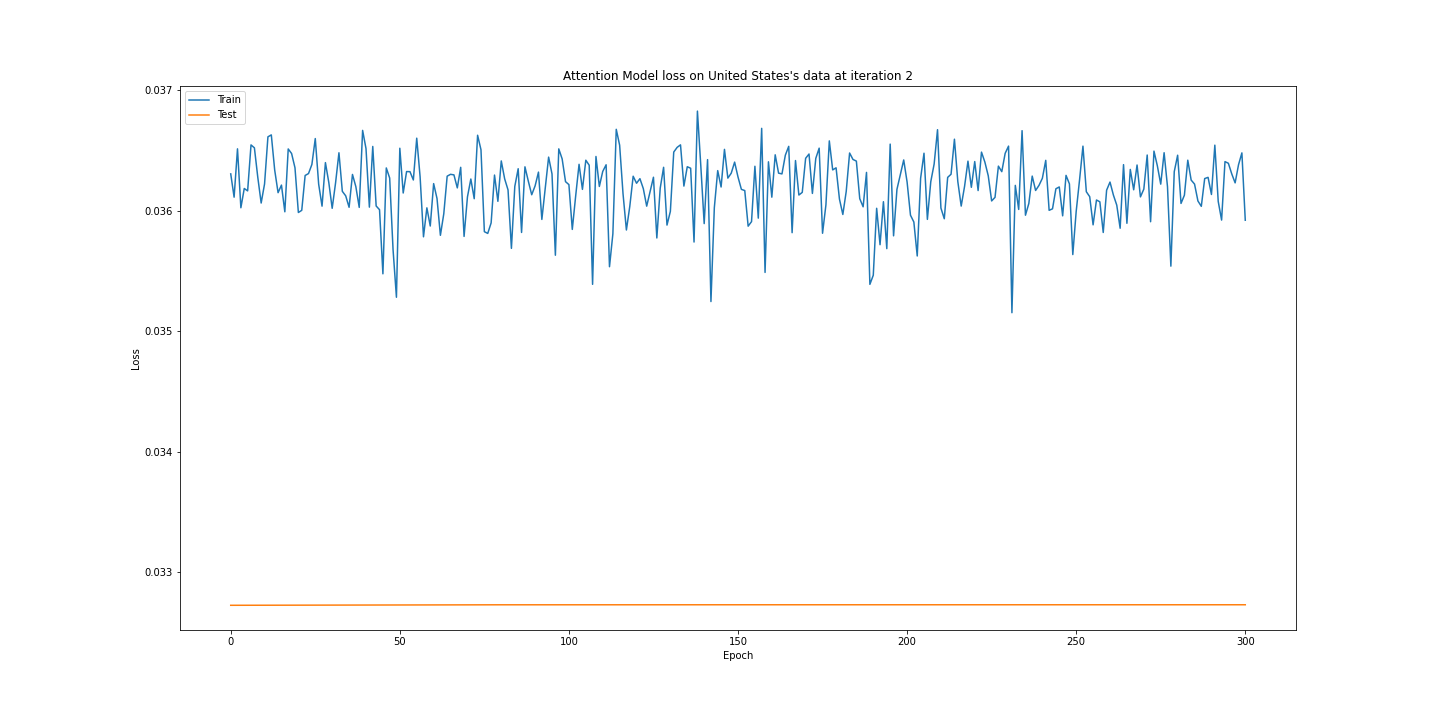 Attention Model loss on United States's data at iteration 2
Train
Test
0.037
0.036
0.035
0.034
0.033
Loss
0
50
100
150
200
250
300
Epoch